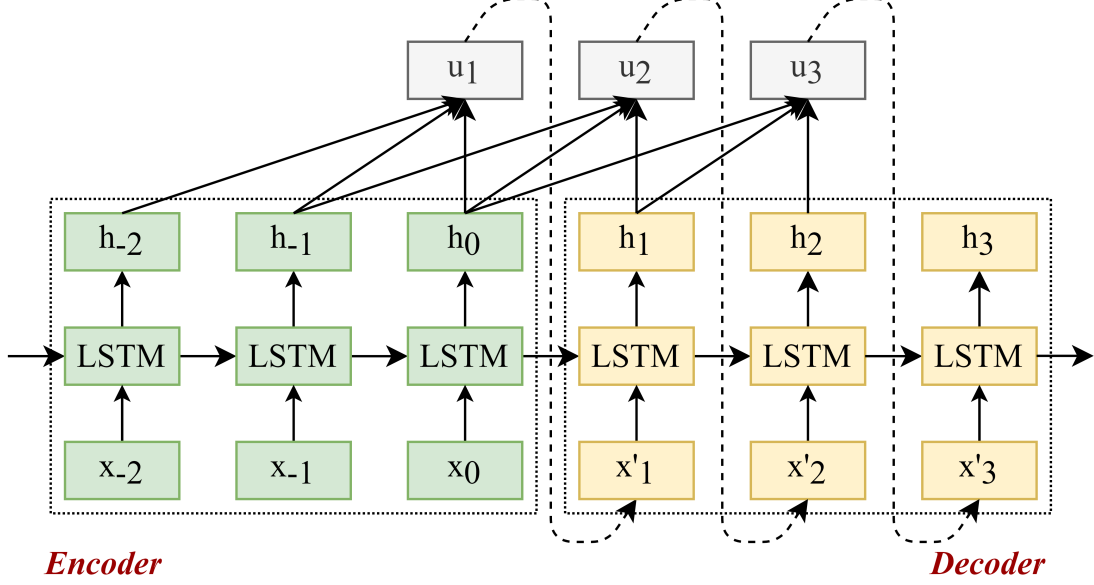 u1 u2 u3
h-2 h-1 h0 h1 h2 h3
LSTM LSTM LSTM LSTM LSTM LSTM
x-2 x-1 x0 x'1 x'2 x'3
Encoder Decoder